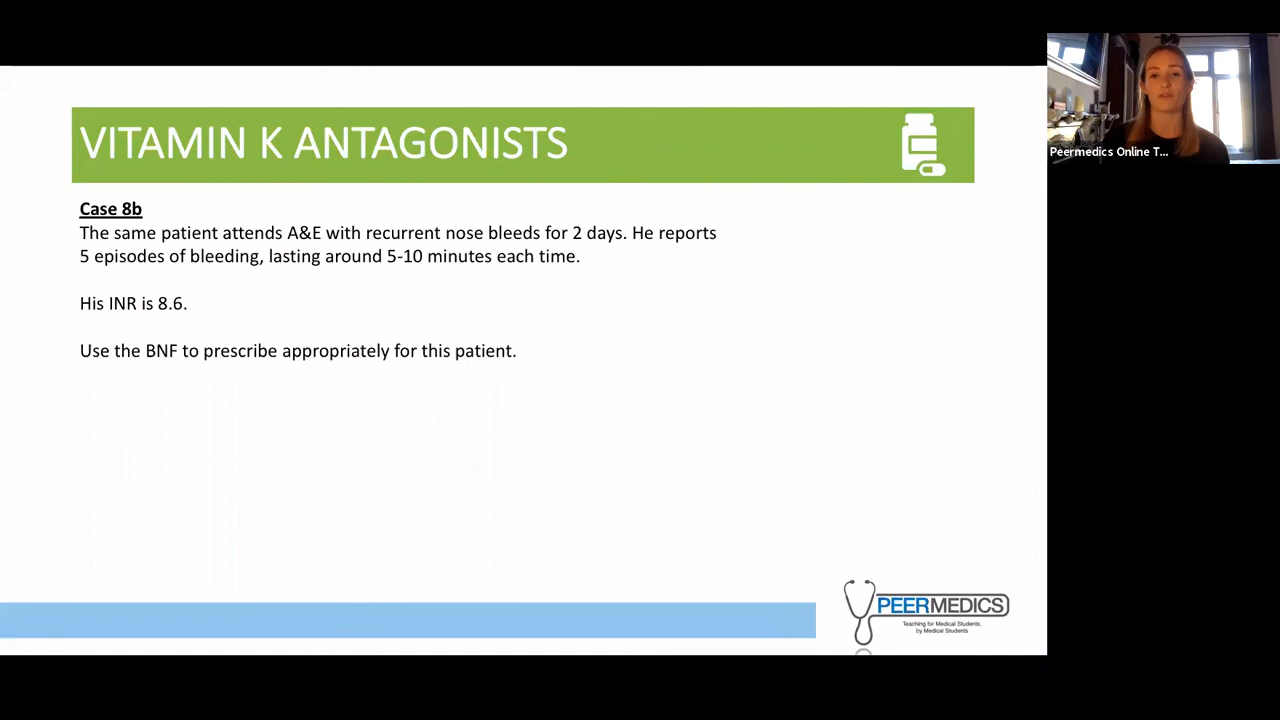 VITAMIN K ANTAGONISTS
Peermedics Online T...
Case 8b
The same patient attends A&E with recurrent nose bleeds for 2 days. He reports
5 episodes of bleeding, lasting around 5-10 minutes each time.
His INR is 8.6.
Use the BNF to prescribe appropriately for this patient.
PEERMEDICS
Teaching for Medical Students,
by Medical Students